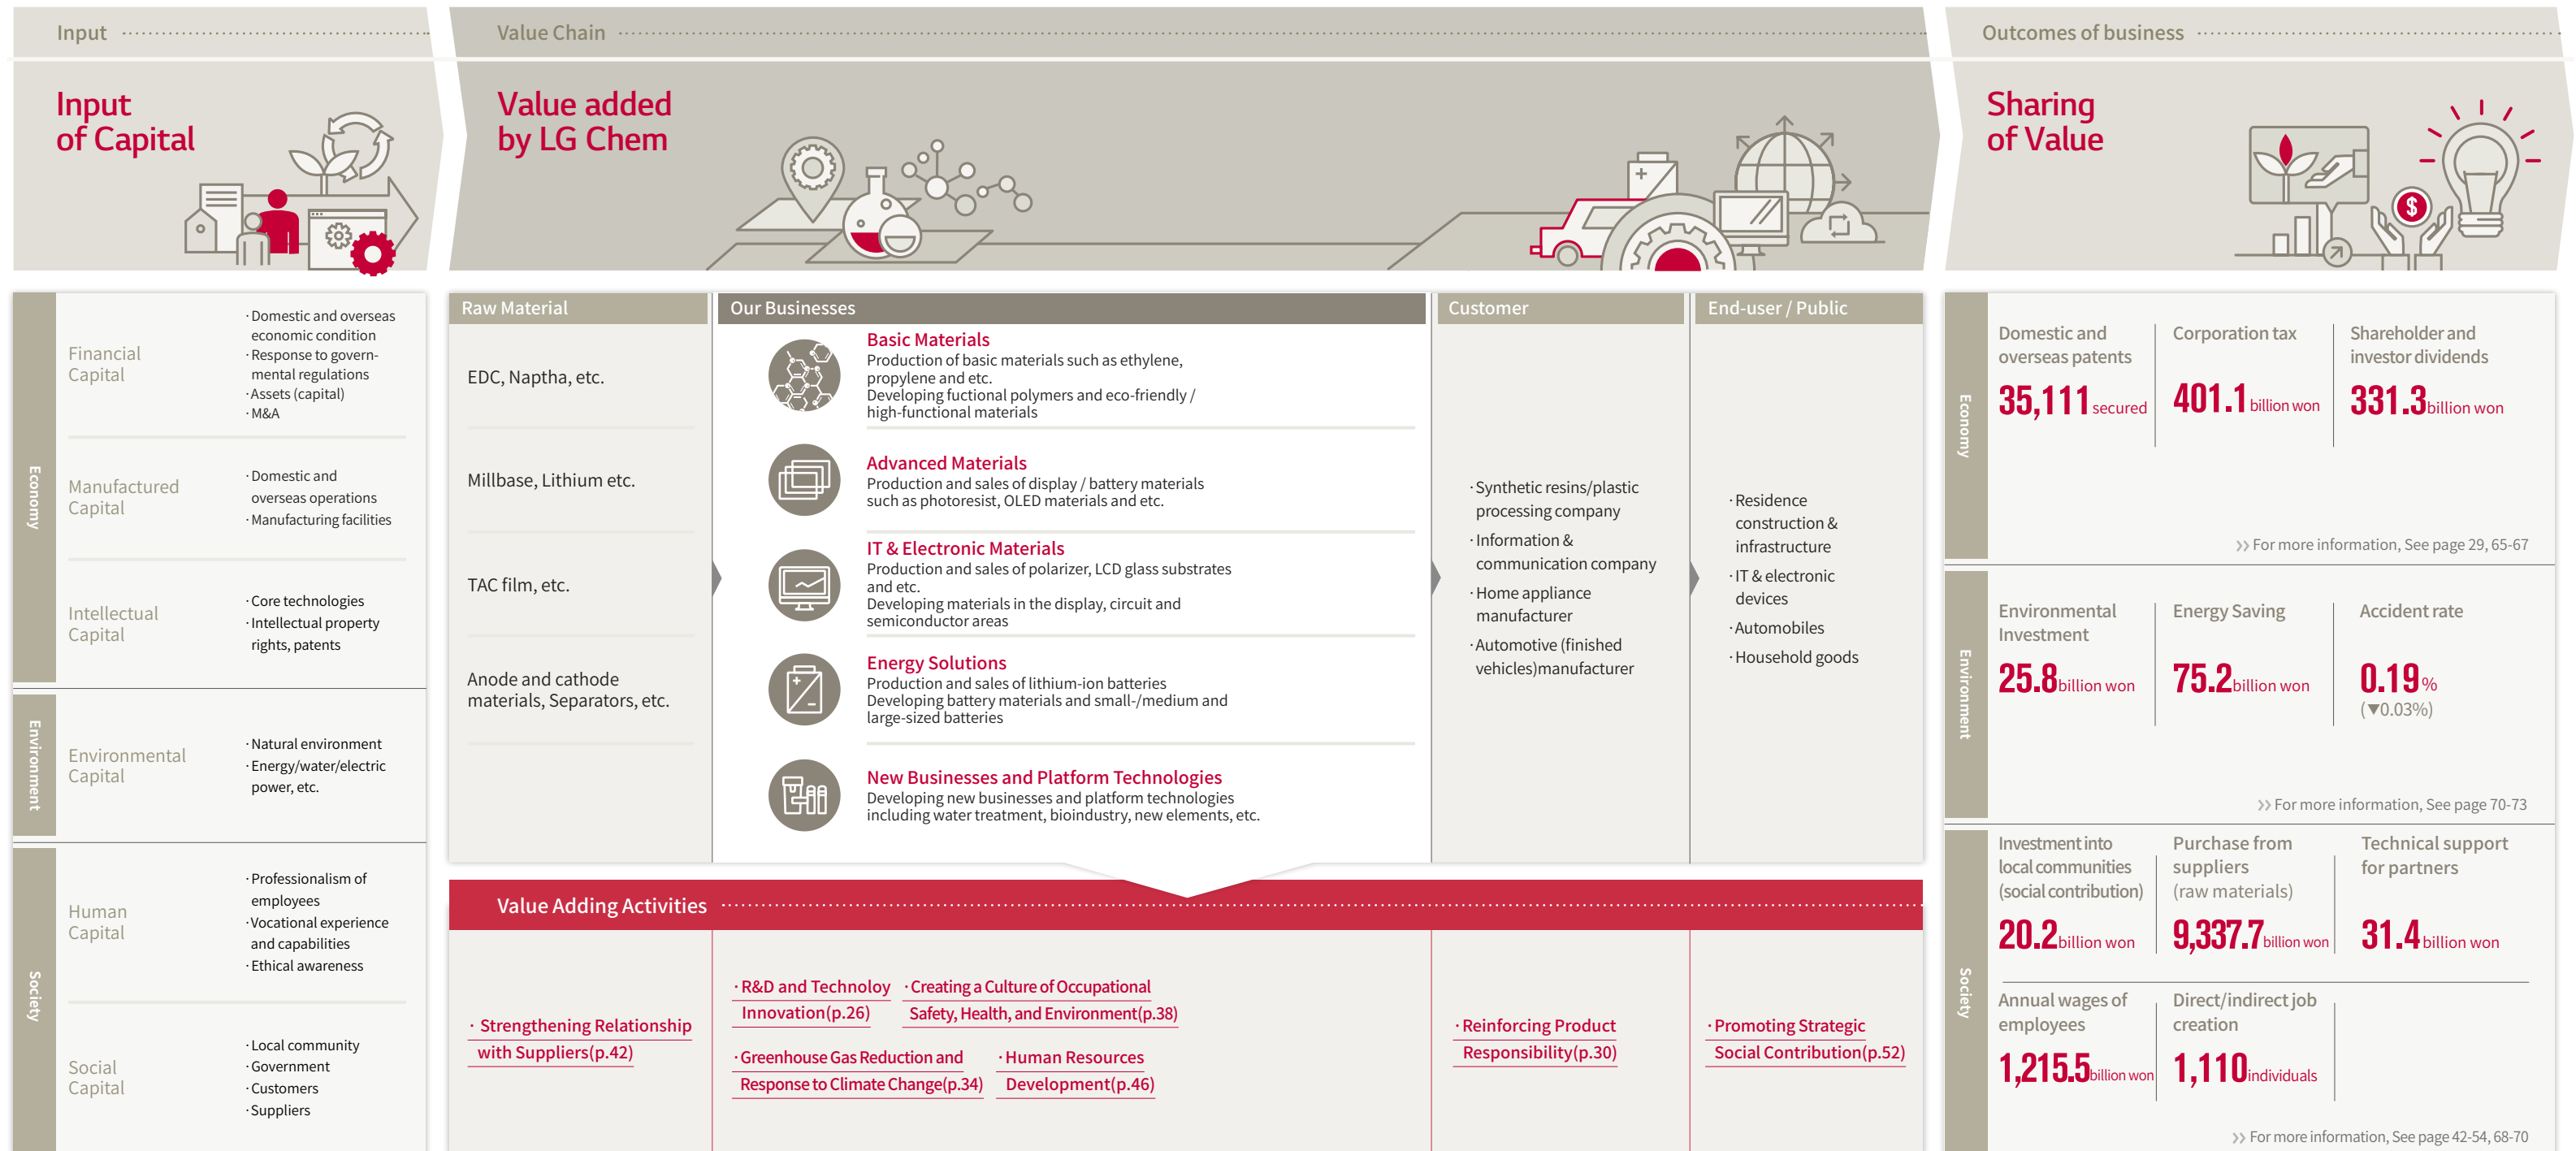 Input
Value Chain
Outcomes of business
Input
of Capital
Value added
by LG Chem
Sharing
of Value
$
Economy
Financial
Capital
· Domestic and overseas
economic condition
· Response to govern-
mental regulations
· Assets (capital)
· M&A
Manufactured
Capital
· Domestic and
overseas operations
· Manufacturing facilities
Intellectual
Capital
· Core technologies
· Intellectual property
rights, patents
Environment
Environmental
Capital
· Natural environment
· Energy/water/electric
power, etc.
Society
Human
Capital
· Professionalism of
employees
· Vocational experience
and capabilities
· Ethical awareness
Social
Capital
· Local community
· Government
· Customers
· Suppliers
Raw Material
EDC, Naptha, etc.
Millbase, Lithium etc.
TAC film, etc.
Anode and cathode
materials, Separators, etc.
Our Businesses
Basic Materials
Production of basic materials such as ethylene,
propylene and etc.
Developing fuctional polymers and eco-friendly /
high-functional materials
Advanced Materials
Production and sales of display / battery materials
such as photoresist, OLED materials and etc.
IT & Electronic Materials
Production and sales of polarizer, LCD glass substrates
and etc.
Developing materials in the display, circuit and
semiconductor areas
Energy Solutions
Production and sales of lithium-ion batteries
Developing battery materials and small-/medium and
large-sized batteries
New Businesses and Platform Technologies
Developing new businesses and platform technologies
including water treatment, bioindustry, new elements, etc.
Customer
· Synthetic resins/plastic
processing company
· Information &
communication company
· Home appliance
manufacturer
· Automotive (finished
vehicles)manufacturer
End-user / Public
· Residence
construction &
infrastructure
· IT & electronic
devices
· Automobiles
· Household goods
Value Adding Activities
· Strengthening Relationship
with Suppliers(p.42)
· R&D and Technoloy
Innovation(p.26)
· Creating a Culture of Occupational
Safety, Health, and Environment(p.38)
· Greenhouse Gas Reduction and
Response to Climate Change(p.34)
· Human Resources
Development(p.46)
· Reinforcing Product
Responsibility(p.30)
· Promoting Strategic
Social Contribution(p.52)
Economy
Domestic and
overseas patents
35,111 secured
Corporation tax
401.1 billion won
Shareholder and
investor dividends
331.3 billion won
For more information, See page 29, 65-67
Environment
Environmental
Investment
25.8 billion won
Energy Saving
75.2 billion won
Accident rate
0.19 %
(▼0.03%)
For more information, See page 70-73
Society
Investment into
local communities
(social contribution)
20.2 billion won
Purchase from
suppliers
(raw materials)
9,337.7 billion won
Technical support
for partners
31.4 billion won
Annual wages of
employees
1,215.5 billion won
Direct/indirect job
creation
1,110 individuals
For more information, See page 42-54, 68-70